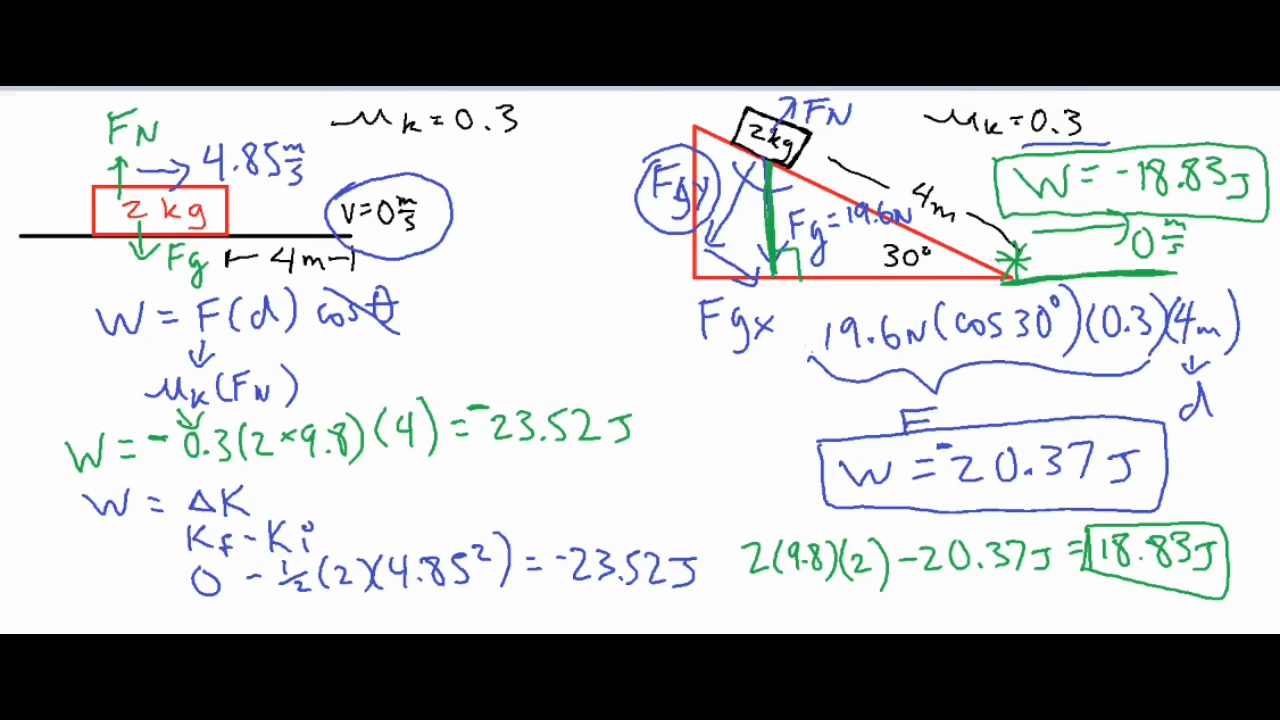 FN
4.85 m/s
μk = 0.3
2 kg
v = 0 m/s
Fg
4m
W = F(d) cosθ
μk(FN)
W = -0.3(2×9.8)(4) = -23.52 J
W = ΔK
Kf - Ki
0 - 1/2(2)(4.85²) = -23.52 J
FN
2kg
μk = 0.3
W = -18.83 J
Fgy
4m
Fg = 19.6N
0 m/s
30°
Fgx
19.6N(cos30°)(0.3)(4m)
F
d
W = -20.37 J
2(9.8)(2) - 20.37 J = 18.83 J